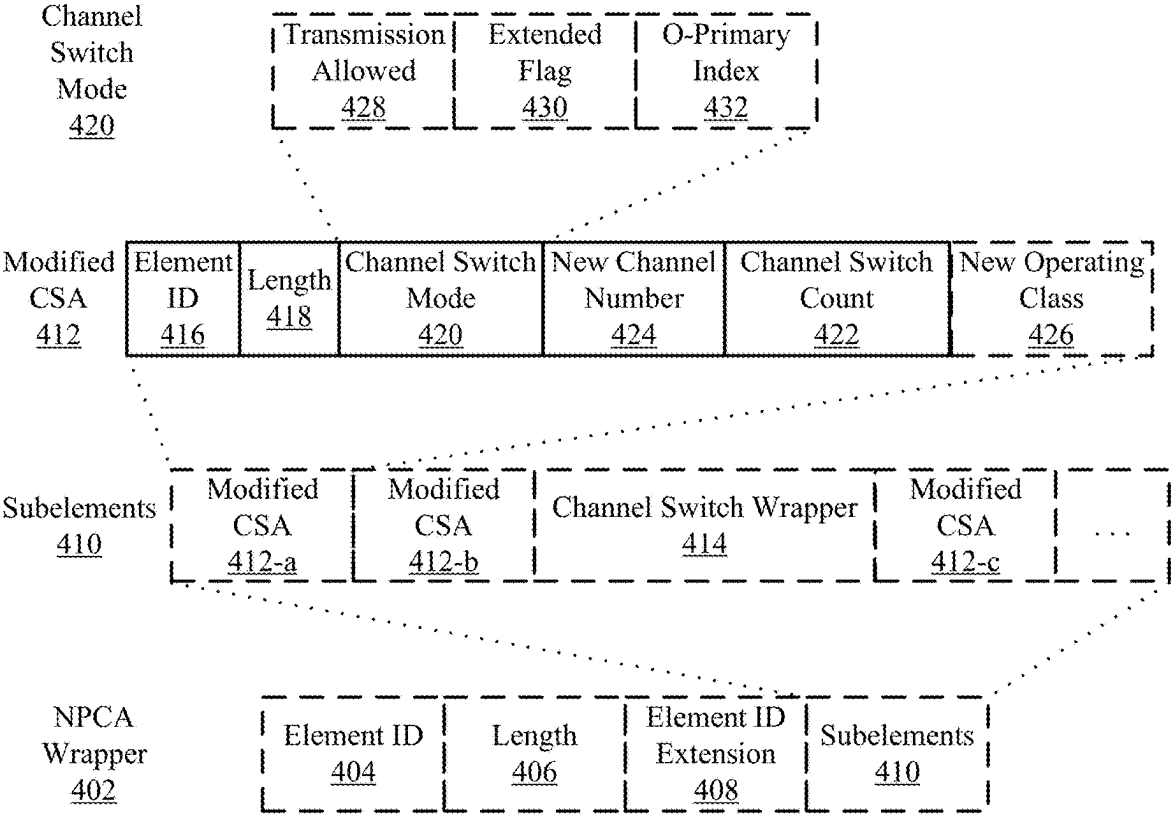 Channel
Switch
Mode
420
Transmission
Allowed
428
Extended
Flag
430
O-Primary
Index
432
Modified
CSA
412
Element
ID
416
Length
418
Channel Switch
Mode
420
New Channel
Number
424
Channel Switch
Count
422
New Operating
Class
426
Subelements
410
Modified
CSA
412-a
Modified
CSA
412-b
Channel Switch Wrapper
414
Modified
CSA
412-c
...
NPCA
Wrapper
402
Element ID
404
Length
406
Element ID
Extension
408
Subelements
410